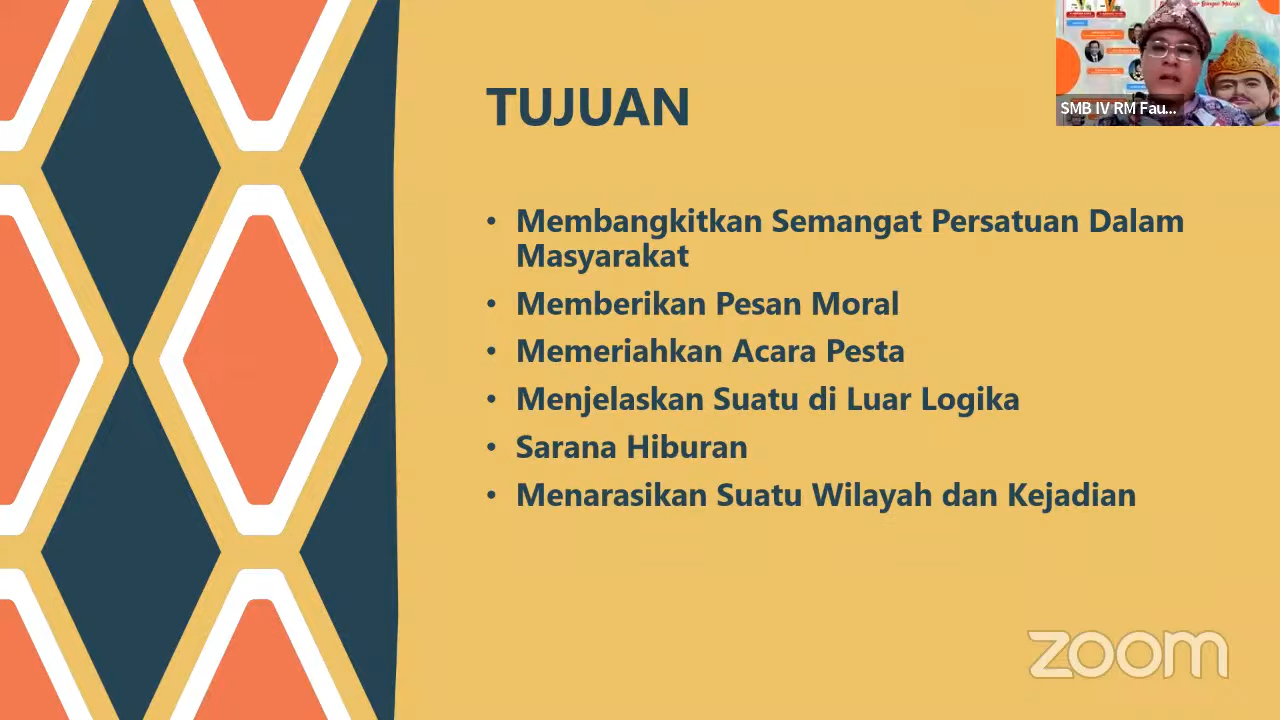 TUJUAN
SMB IV RM Fau...
• Membangkitkan Semangat Persatuan Dalam
Masyarakat
• Memberikan Pesan Moral
• Memeriahkan Acara Pesta
• Menjelaskan Suatu di Luar Logika
• Sarana Hiburan
• Menarasikan Suatu Wilayah dan Kejadian
zoom